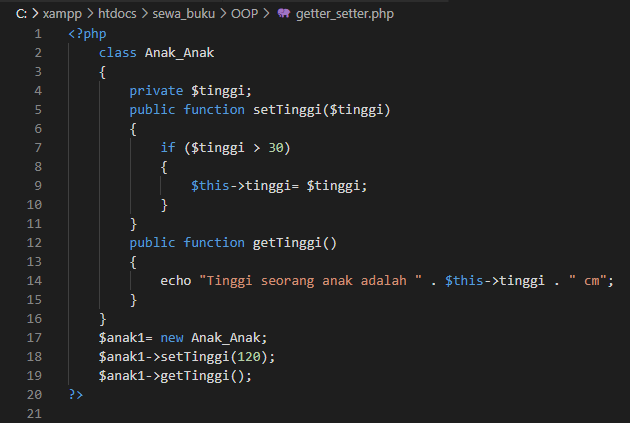 C: > xampp > htdocs > sewa_buku > OOP > getter_setter.php
1 <?php
2     class Anak_Anak
3     {
4         private $tinggi;
5         public function setTinggi($tinggi)
6         {
7             if ($tinggi > 30)
8             {
9                 $this->tinggi= $tinggi;
10             }
11         }
12         public function getTinggi()
13         {
14             echo "Tinggi seorang anak adalah " . $this->tinggi . " cm";
15         }
16     }
17     $anak1= new Anak_Anak;
18     $anak1->setTinggi(120);
19     $anak1->getTinggi();
20 ?>
21